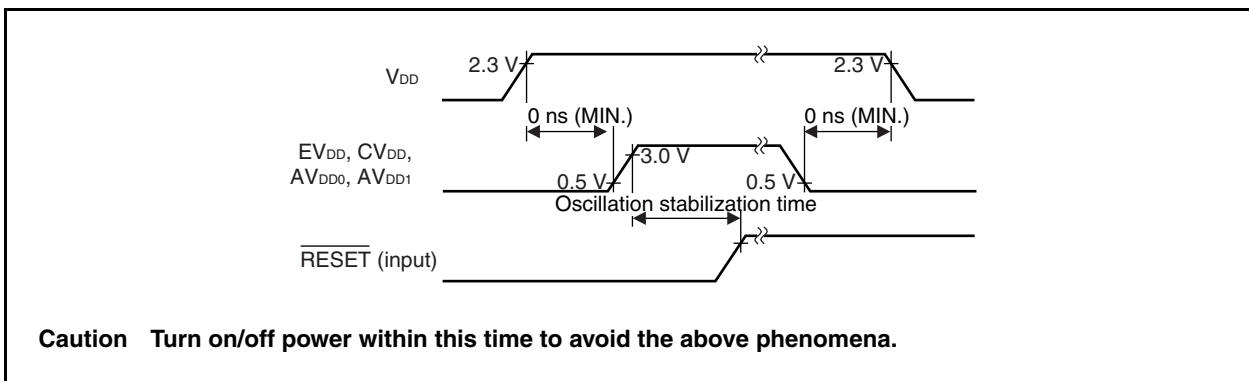 VDD
2.3 V
2.3 V
0 ns (MIN.)
0 ns (MIN.)
EVDD, CVDD,
AVDD0, AVDD1
3.0 V
0.5 V
0.5 V
Oscillation stabilization time
RESET (input)
Caution Turn on/off power within this time to avoid the above phenomena.